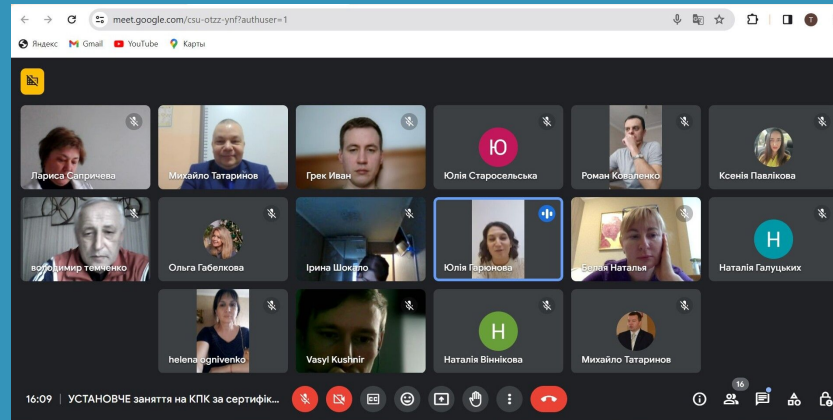 meet.google.com/csu-otzz-ynf?authuser=1
T
Яндекс Gmail YouTube Карты
Лариса Сапричева
Михайло Татаринов
Грек Иван
Ю
Юлія Старосельська
Роман Коваленко
Ксенія Павлікова
володимир темченко
Ольга Габелкова
Ірина Шокало
Юлія Гарюнова
Белая Наталья
Н
Наталія Галуцьких
helena ognivenko
Vasyl Kushnir
Н
Наталія Віннікова
Михайло Татаринов
16:09 | УСТАНОВЧЕ заняття на КПК за сертифік...
CC
16